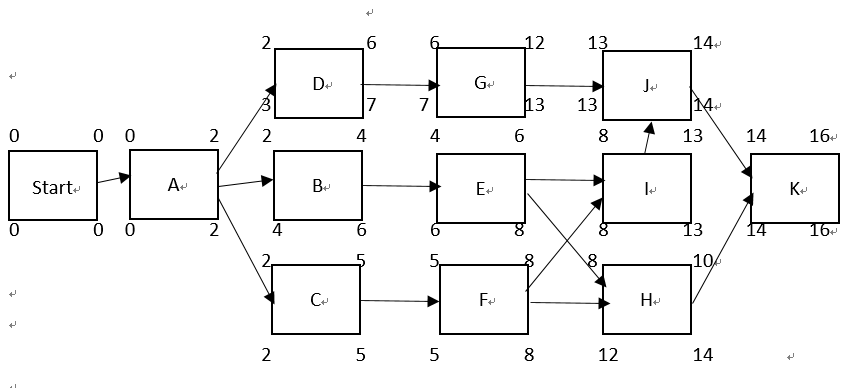 2 6 6 12 13 14
D G J
3 7 7 13 13 14
0 0 0 2 2 4 4 6 8 13 14 16
Start A B E I K
0 0 0 2 4 6 6 8 8 13 14 16
2 5 5 8 8 10
C F H
2 5 5 8 12 14